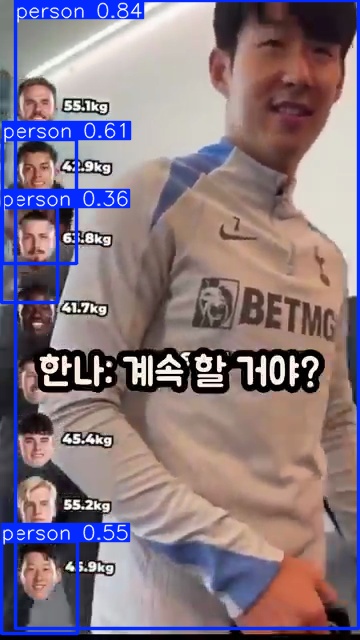 person 0.84
55.1kg
person 0.61
42.9kg
person 0.36
63.8kg
7
BETMG
41.7kg
한나: 계속 할 거야?
45.4kg
55.2kg
person 0.55
45.9kg